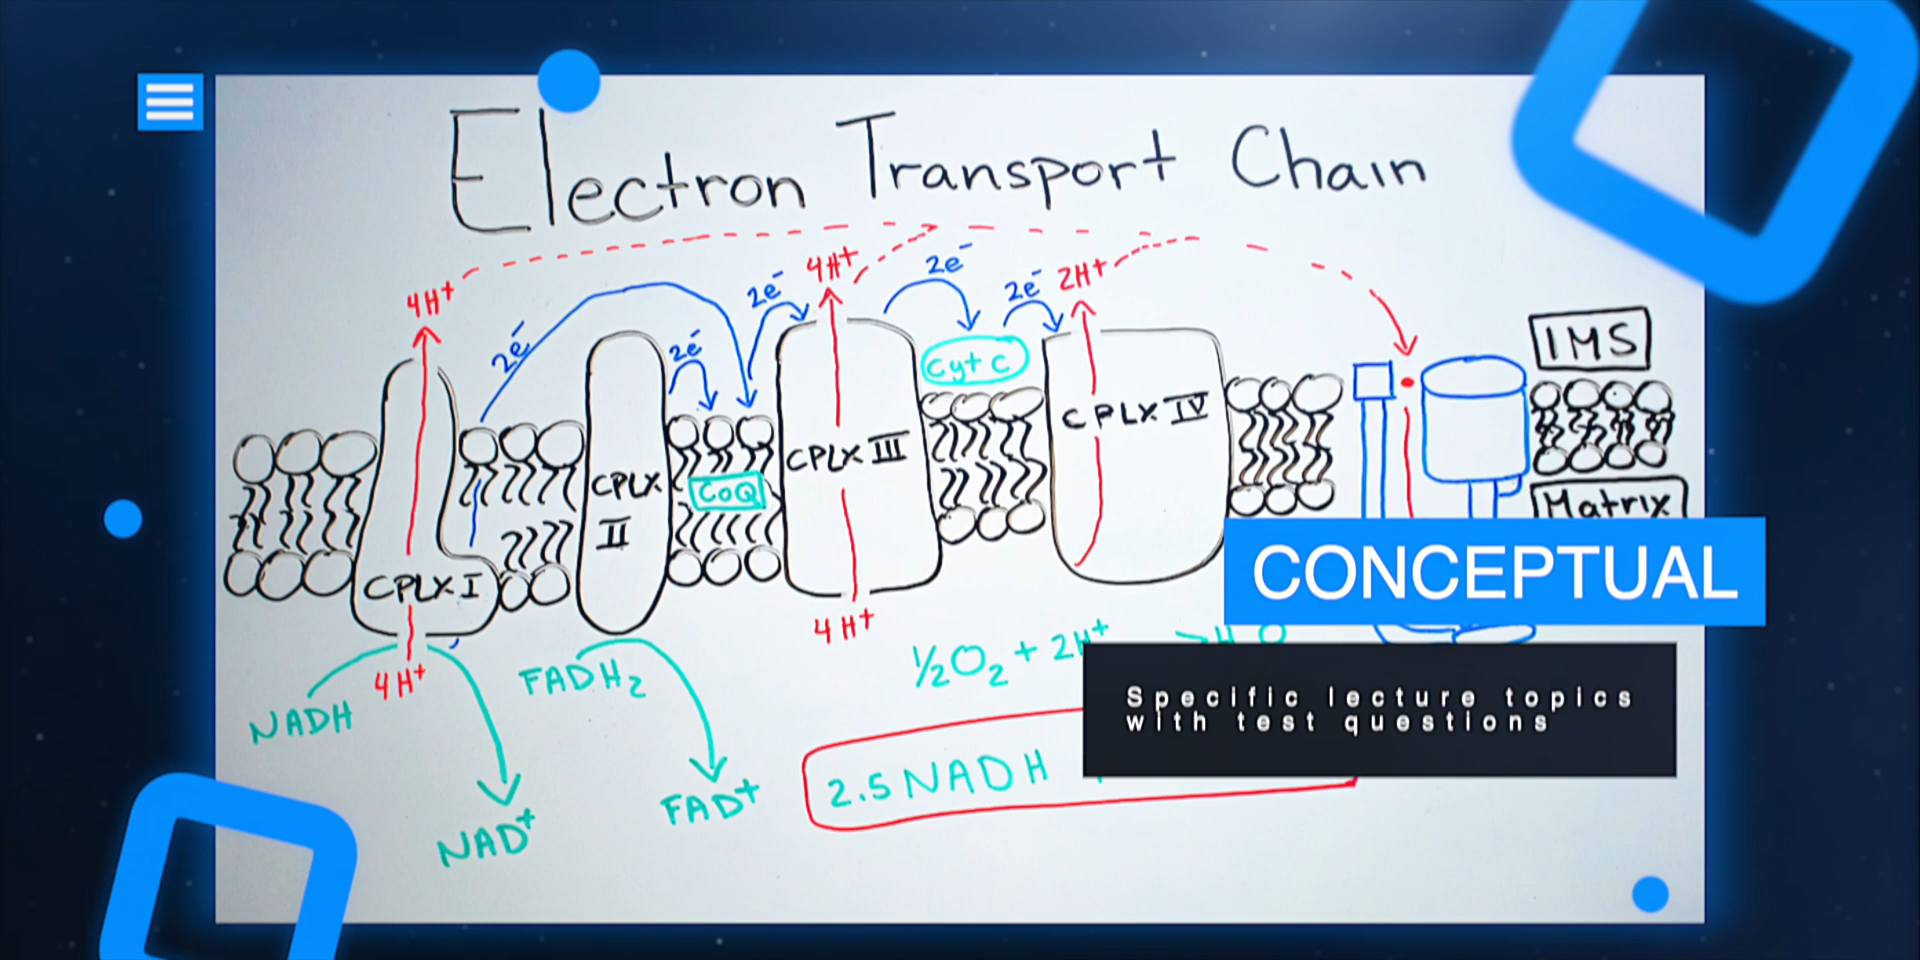 Electron Transport Chain
4H⁺
2e⁻
2e⁻
2e⁻
4H⁺
2e⁻
2e⁻
2H⁺
Cyt C
IMS
CPLX I
CPLX II
CoQ
CPLX III
CPLX IV
Matrix
CONCEPTUAL
4H⁺
4H⁺
NADH
NAD⁺
FADH₂
FAD⁺
½O₂ + 2H⁺
2.5 NADH
Specific lecture topics
with test questions